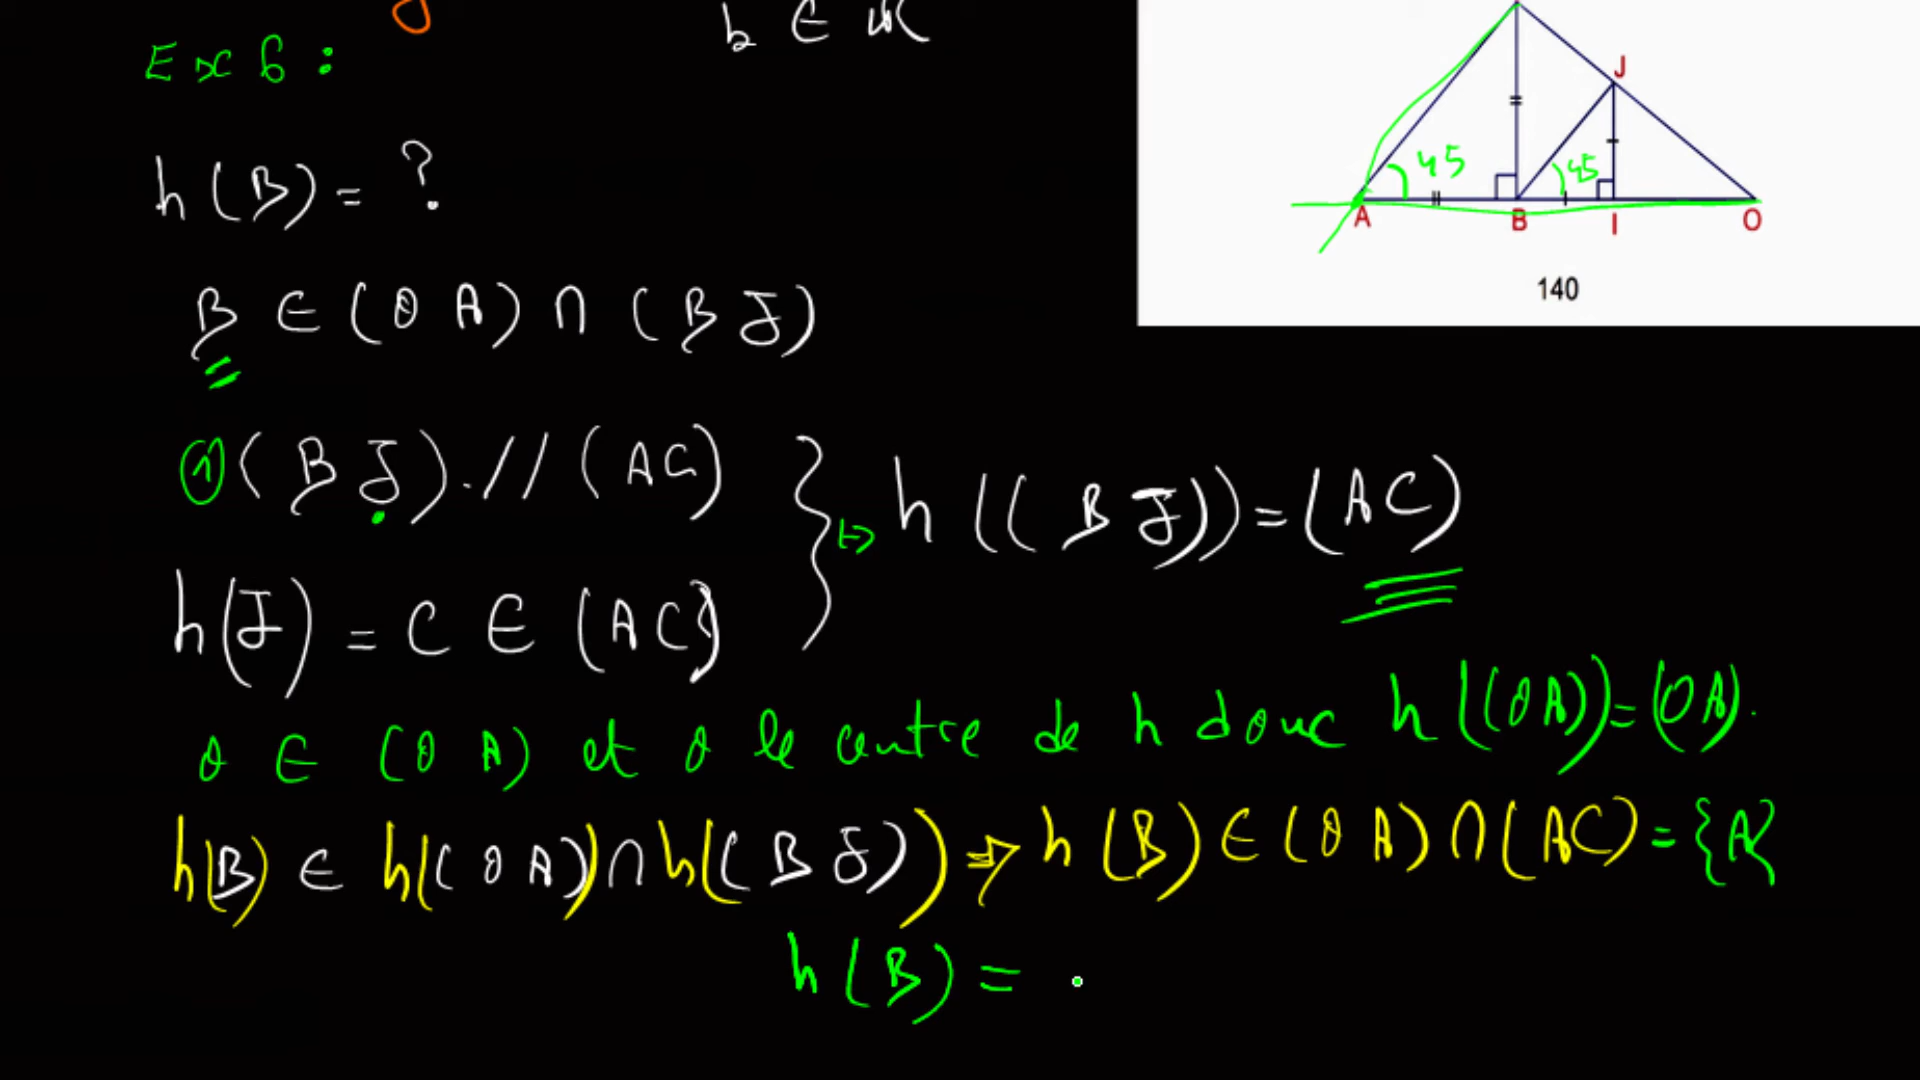 Ex 6 :
h(B) = ?
B ∈ (OA) ∩ (BJ)
① (BJ) // (AC)
h(J) = C ∈ (AC)
⇒ h((BJ)) = (AC)
O ∈ (OA) et O le centre de h donc h((OA)) = (OA).
h(B) ∈ h((OA)) ∩ h((BJ)) ⇒ h(B) ∈ (OA) ∩ (AC) = {A}
h(B) =
J
45
45
A B I O
140